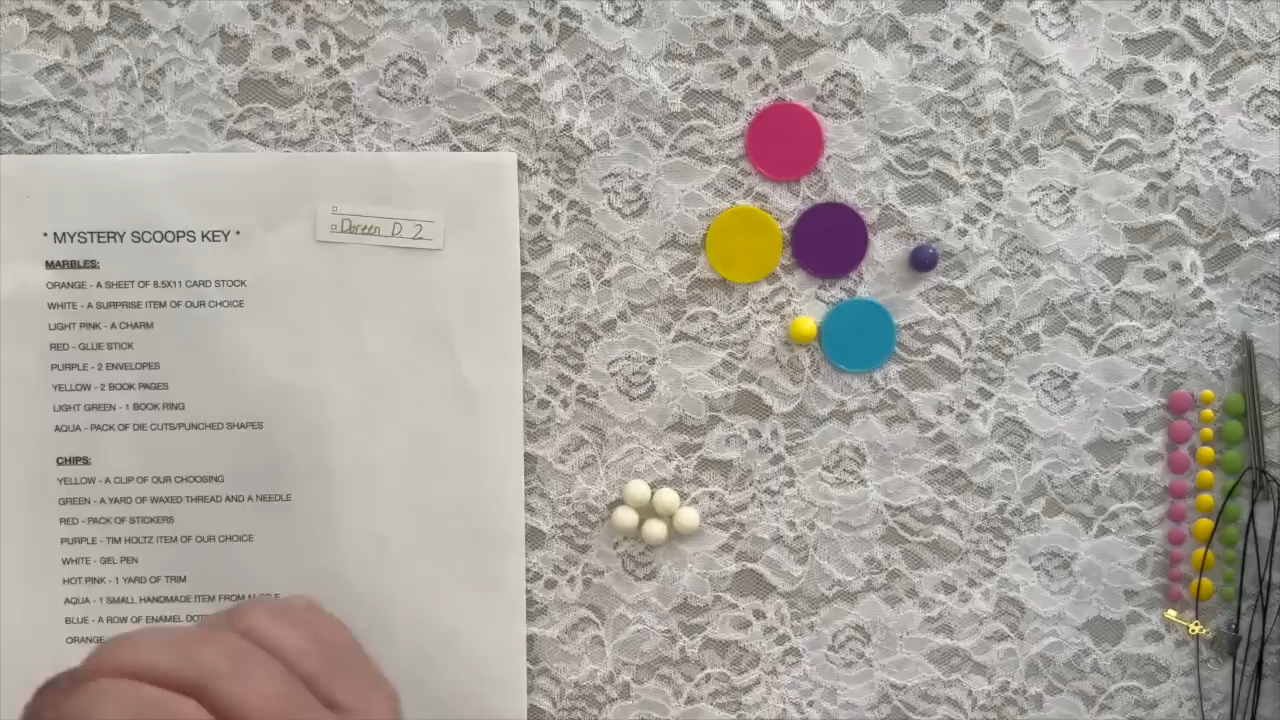 * MYSTERY SCOOPS KEY *
Doreen D. 2
MARBLES:
ORANGE - A SHEET OF 8.5X11 CARD STOCK
WHITE - A SURPRISE ITEM OF OUR CHOICE
LIGHT PINK - A CHARM
RED - GLUE STICK
PURPLE - 2 ENVELOPES
YELLOW - 2 BOOK PAGES
LIGHT GREEN - 1 BOOK RING
AQUA - PACK OF DIE CUTS/PUNCHED SHAPES
CHIPS:
YELLOW - A CLIP OF OUR CHOOSING
GREEN - A YARD OF WAXED THREAD AND A NEEDLE
RED - PACK OF STICKERS
PURPLE - TIM HOLTZ ITEM OF OUR CHOICE
WHITE - GEL PEN
HOT PINK - 1 YARD OF TRIM
AQUA - 1 SMALL HANDMADE ITEM FROM
BLUE - A ROW OF ENAMEL DOT
ORANGE -